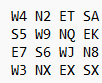 W4 N2 ET SA
S5 W9 NQ EK
E7 S6 WJ N8
W3 NX EX SX